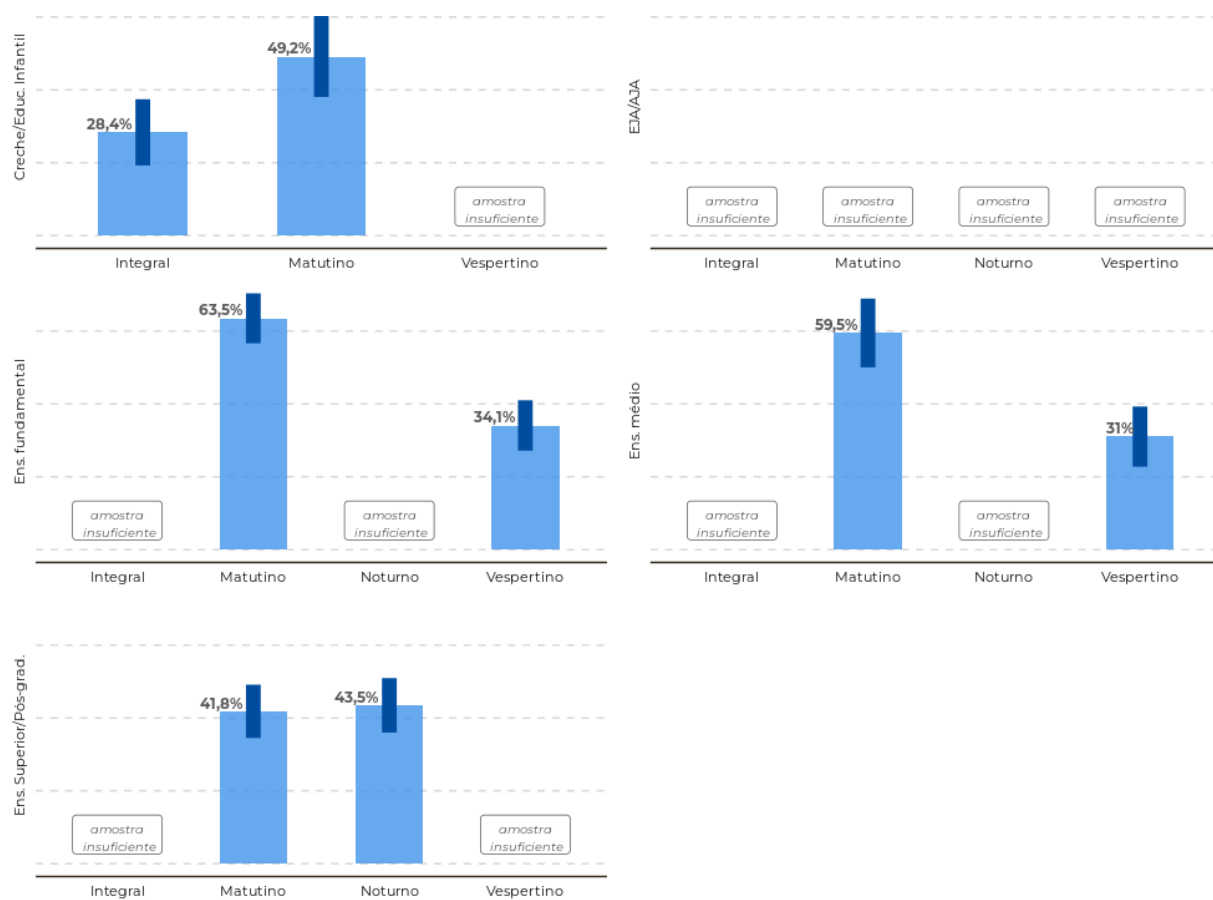 Creche/Educ. Infantil
28,4%
49,2%
amostra
insuficiente
Integral
Matutino
Vespertino
EJA/AJA
amostra
insuficiente
amostra
insuficiente
amostra
insuficiente
amostra
insuficiente
Integral
Matutino
Noturno
Vespertino
Ens. fundamental
amostra
insuficiente
63,5%
amostra
insuficiente
34,1%
Integral
Matutino
Noturno
Vespertino
Ens. médio
amostra
insuficiente
59,5%
amostra
insuficiente
31%
Integral
Matutino
Noturno
Vespertino
Ens. Superior/Pós-grad.
amostra
insuficiente
41,8%
43,5%
amostra
insuficiente
Integral
Matutino
Noturno
Vespertino